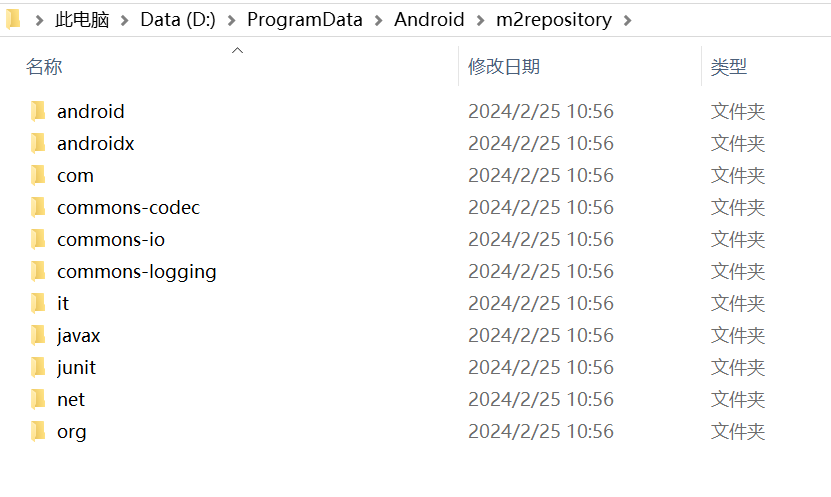 此电脑 Data (D:) ProgramData Android m2repository
名称 修改日期 类型
android 2024/2/25 10:56 文件夹
androidx 2024/2/25 10:56 文件夹
com 2024/2/25 10:56 文件夹
commons-codec 2024/2/25 10:56 文件夹
commons-io 2024/2/25 10:56 文件夹
commons-logging 2024/2/25 10:56 文件夹
it 2024/2/25 10:56 文件夹
javax 2024/2/25 10:56 文件夹
junit 2024/2/25 10:56 文件夹
net 2024/2/25 10:56 文件夹
org 2024/2/25 10:56 文件夹